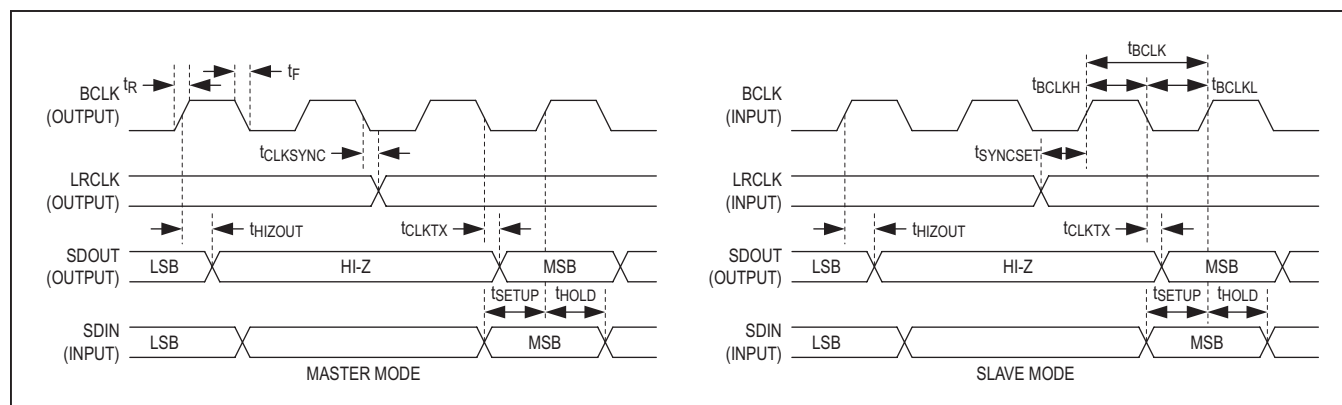 tR
tF
BCLK
(OUTPUT)
tCLKSYNC
LRCLK
(OUTPUT)
tHIZOUT
tCLKTX
SDOUT
(OUTPUT)
LSB
HI-Z
MSB
tSETUP
tHOLD
SDIN
(INPUT)
LSB
MSB
MASTER MODE
tBCLK
tBCLKH
tBCLKL
BCLK
(INPUT)
tSYNCSET
LRCLK
(INPUT)
tHIZOUT
tCLKTX
SDOUT
(OUTPUT)
LSB
HI-Z
MSB
tSETUP
tHOLD
SDIN
(INPUT)
LSB
MSB
SLAVE MODE